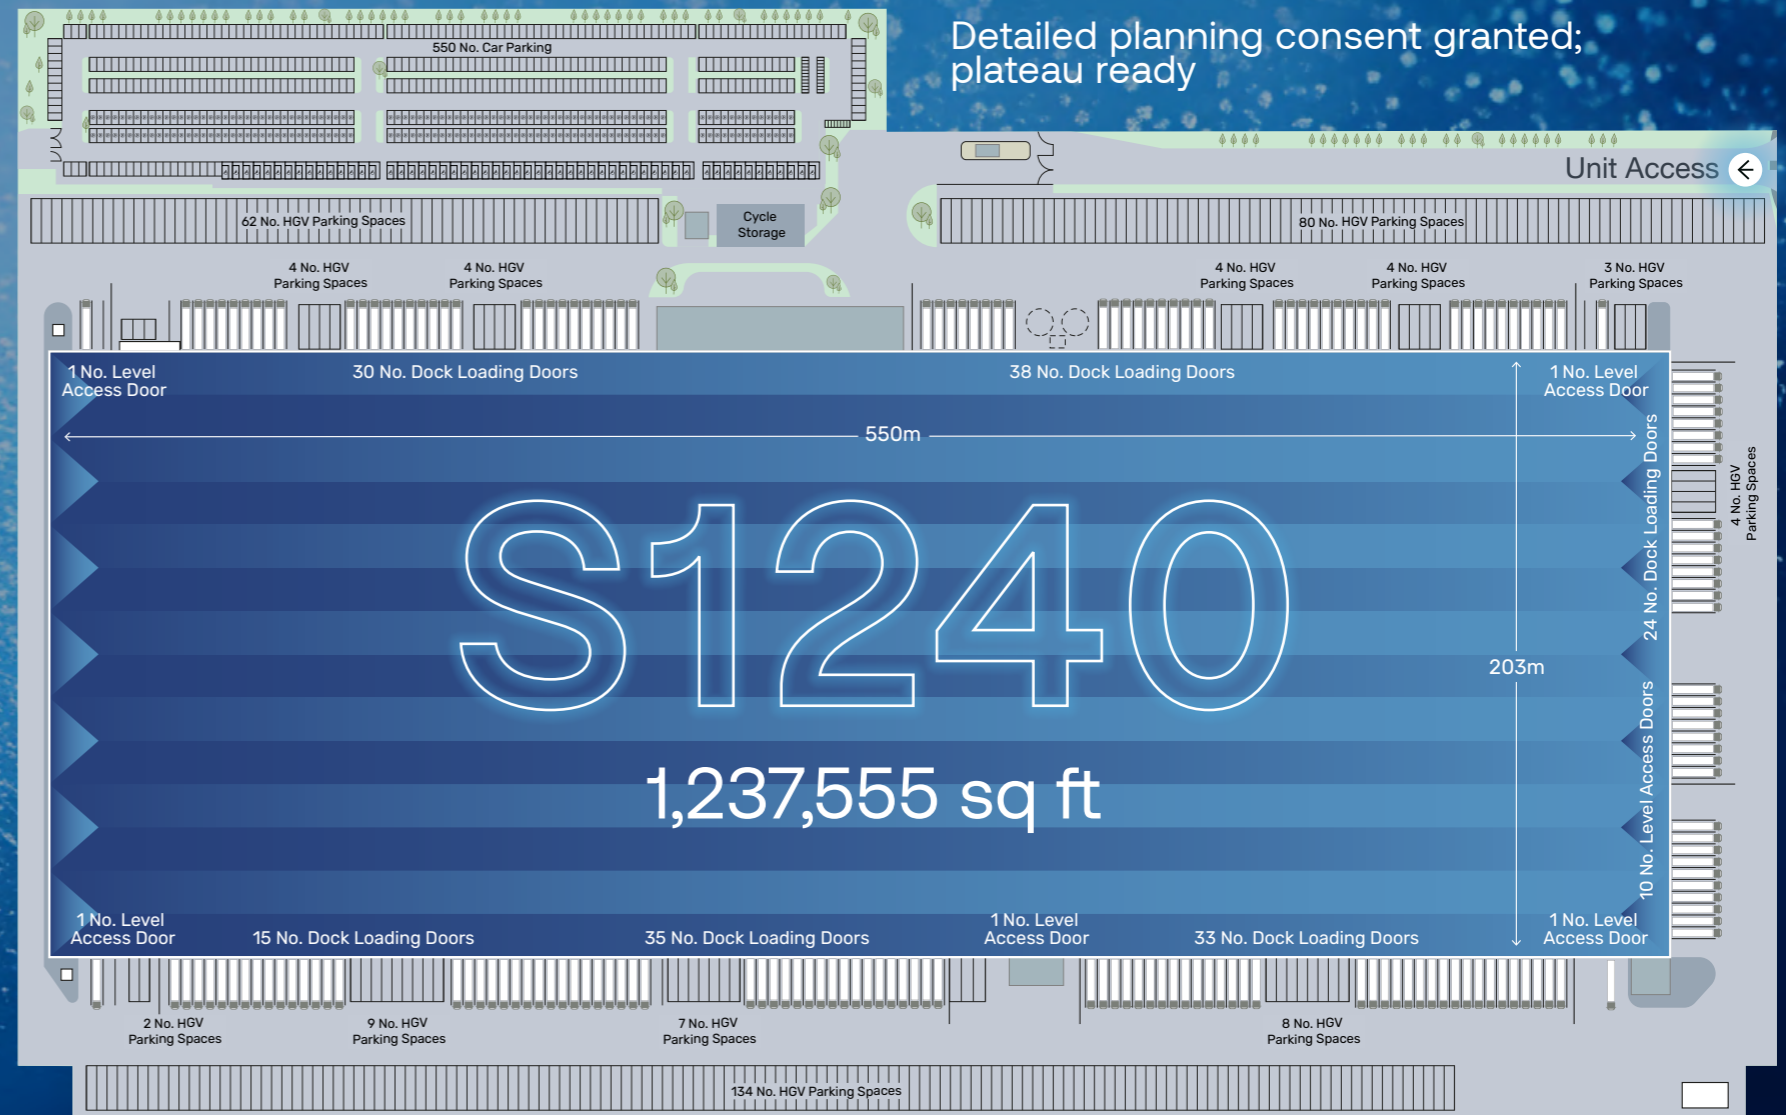 Detailed planning consent granted;
plateau ready
550 No. Car Parking
Unit Access
62 No. HGV Parking Spaces
Cycle
Storage
80 No. HGV Parking Spaces
4 No. HGV
Parking Spaces
4 No. HGV
Parking Spaces
4 No. HGV
Parking Spaces
4 No. HGV
Parking Spaces
3 No. HGV
Parking Spaces
1 No. Level
Access Door
30 No. Dock Loading Doors
38 No. Dock Loading Doors
1 No. Level
Access Door
550m
24 No. Dock Loading Doors
4 No. HGV
Parking Spaces
S1240
203m
10 No. Level Access Doors
1,237,555 sq ft
1 No. Level
Access Door
15 No. Dock Loading Doors
35 No. Dock Loading Doors
1 No. Level
Access Door
33 No. Dock Loading Doors
1 No. Level
Access Door
2 No. HGV
Parking Spaces
9 No. HGV
Parking Spaces
7 No. HGV
Parking Spaces
8 No. HGV
Parking Spaces
134 No. HGV Parking Spaces